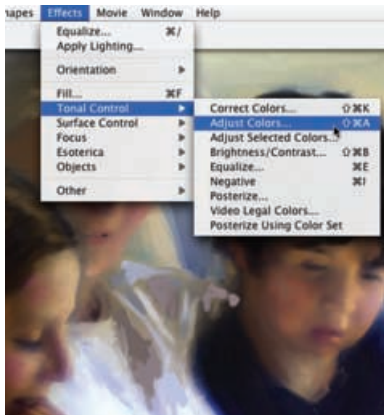 Effects Movie Window Help
Equalize... ⌘/
Apply Lighting...
Orientation
Fill... ⌘F
Tonal Control
Surface Control
Focus
Esoterica
Objects
Other
Correct Colors... ⇧⌘K
Adjust Colors... ⇧⌘A
Adjust Selected Colors...
Brightness/Contrast... ⇧⌘B
Equalize... ⌘E
Negative ⌘I
Posterize...
Video Legal Colors...
Posterize Using Color Set